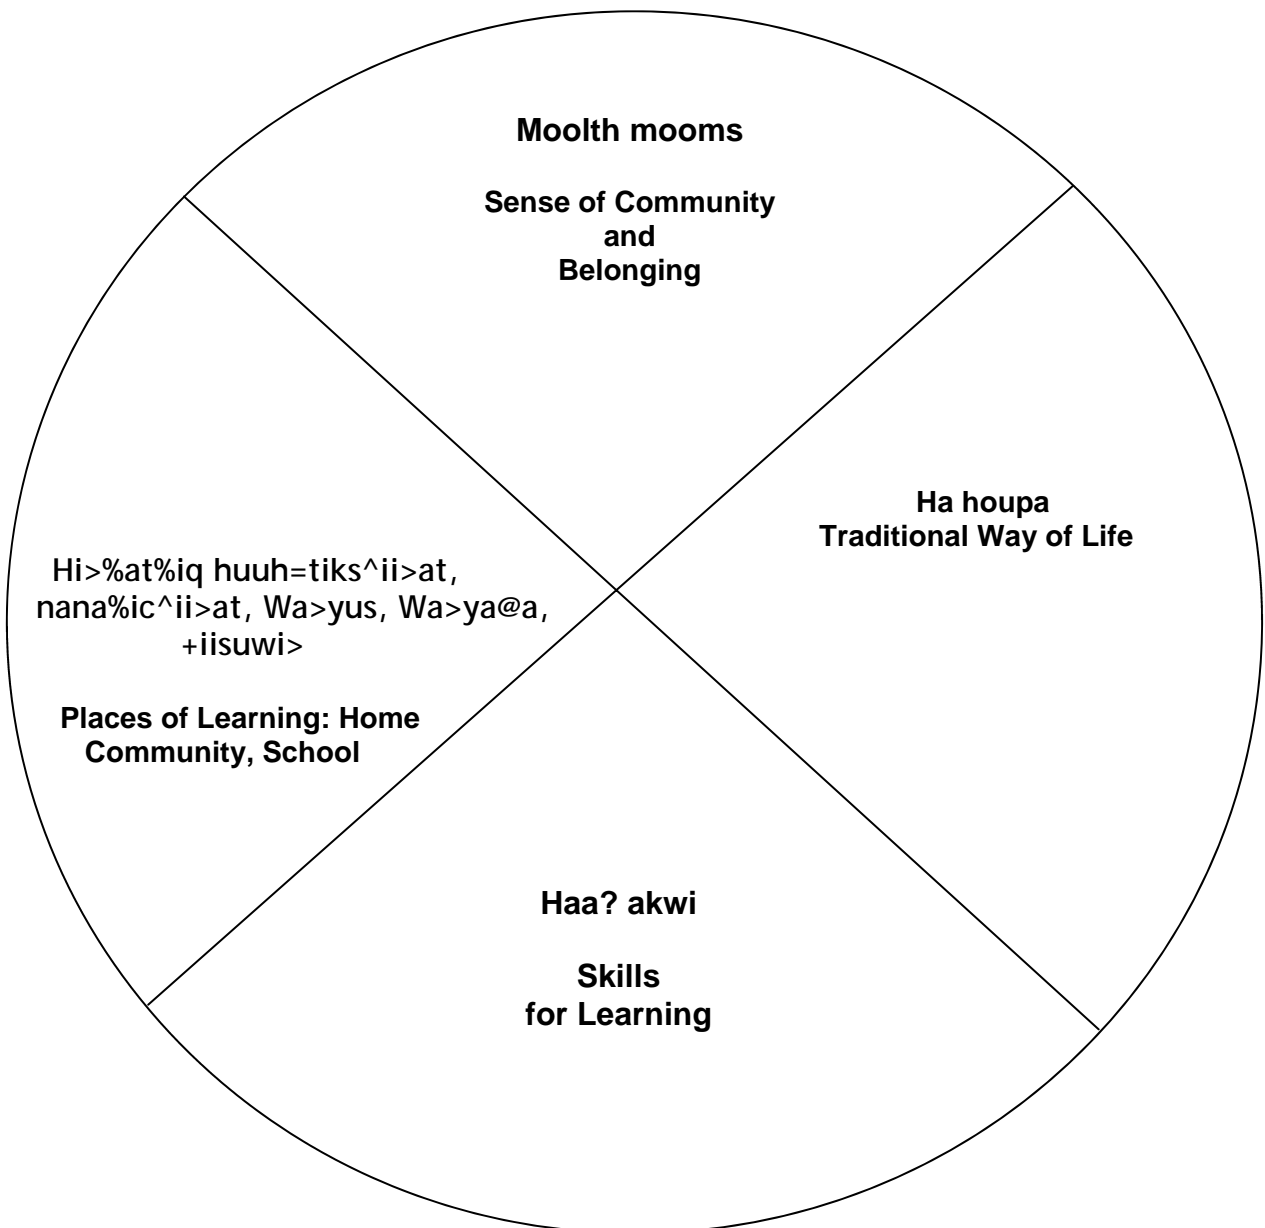 Moolth mooms
Sense of Community
and
Belonging
Ha houpa
Traditional Way of Life
Hi>%at%iq huuh=tiks^ii>at,
nana%ic^ii>at, Wa>yus, Wa>ya@a,
+iisuwi>
Places of Learning: Home
Community, School
Haa? akwi
Skills
for Learning